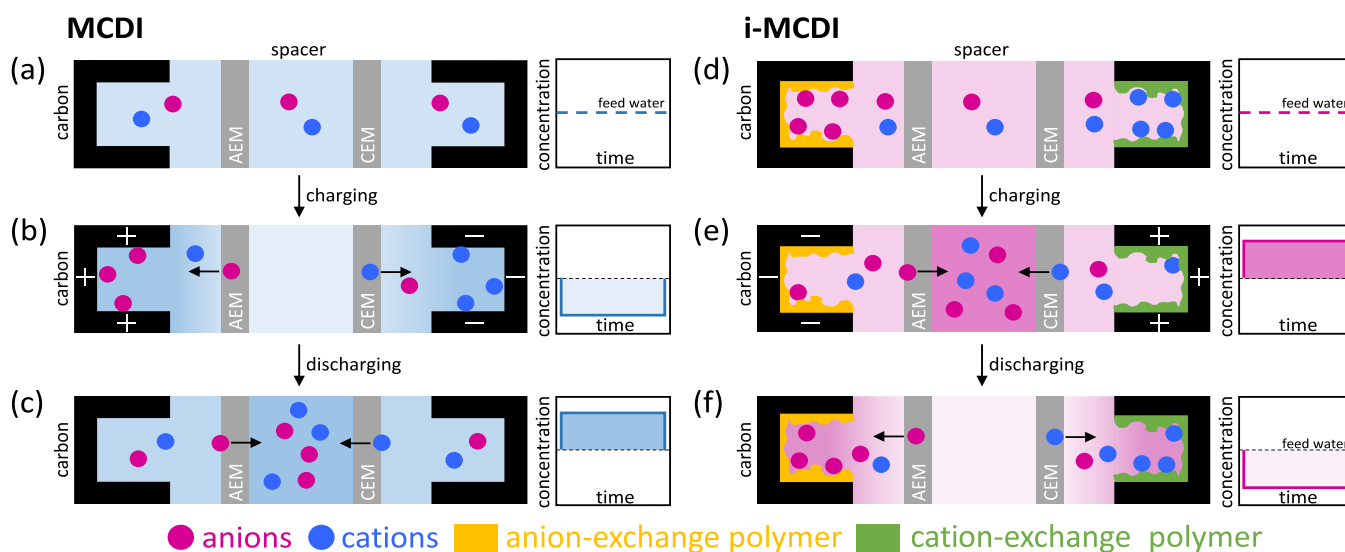 MCDI
i-MCDI
spacer
spacer
(a)
carbon
AEM
CEM
concentration
feed water
time
(d)
carbon
AEM
CEM
concentration
feed water
time
charging
charging
(b)
+
+
+
−
−
−
carbon
AEM
CEM
concentration
time
(e)
−
−
−
+
+
+
carbon
AEM
CEM
concentration
time
discharging
discharging
(c)
carbon
AEM
CEM
concentration
time
(f)
carbon
AEM
CEM
concentration
feed water
time
anions cations anion-exchange polymer cation-exchange polymer